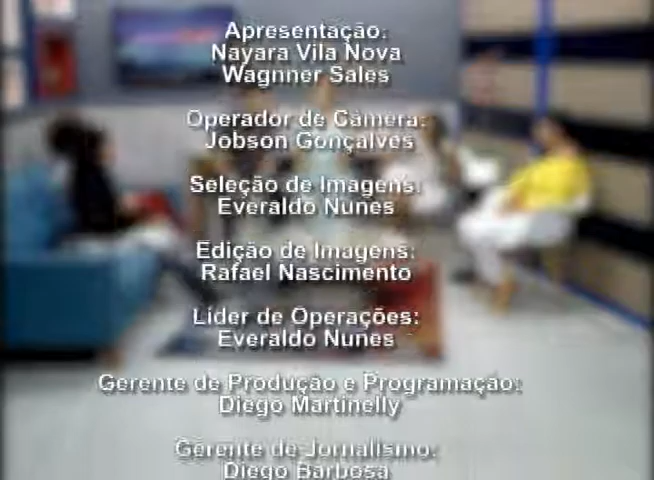 Apresentação:
Nayara Vila Nova
Wagnner Sales
Operador de Câmera:
Jobson Gonçalves
Seleção de Imagens:
Everaldo Nunes
Edição de Imagens:
Rafael Nascimento
Líder de Operações:
Everaldo Nunes
Gerente de Produção e Programação:
Diego Martinelly
Gerente de Jornalismo:
Diego Barbosa